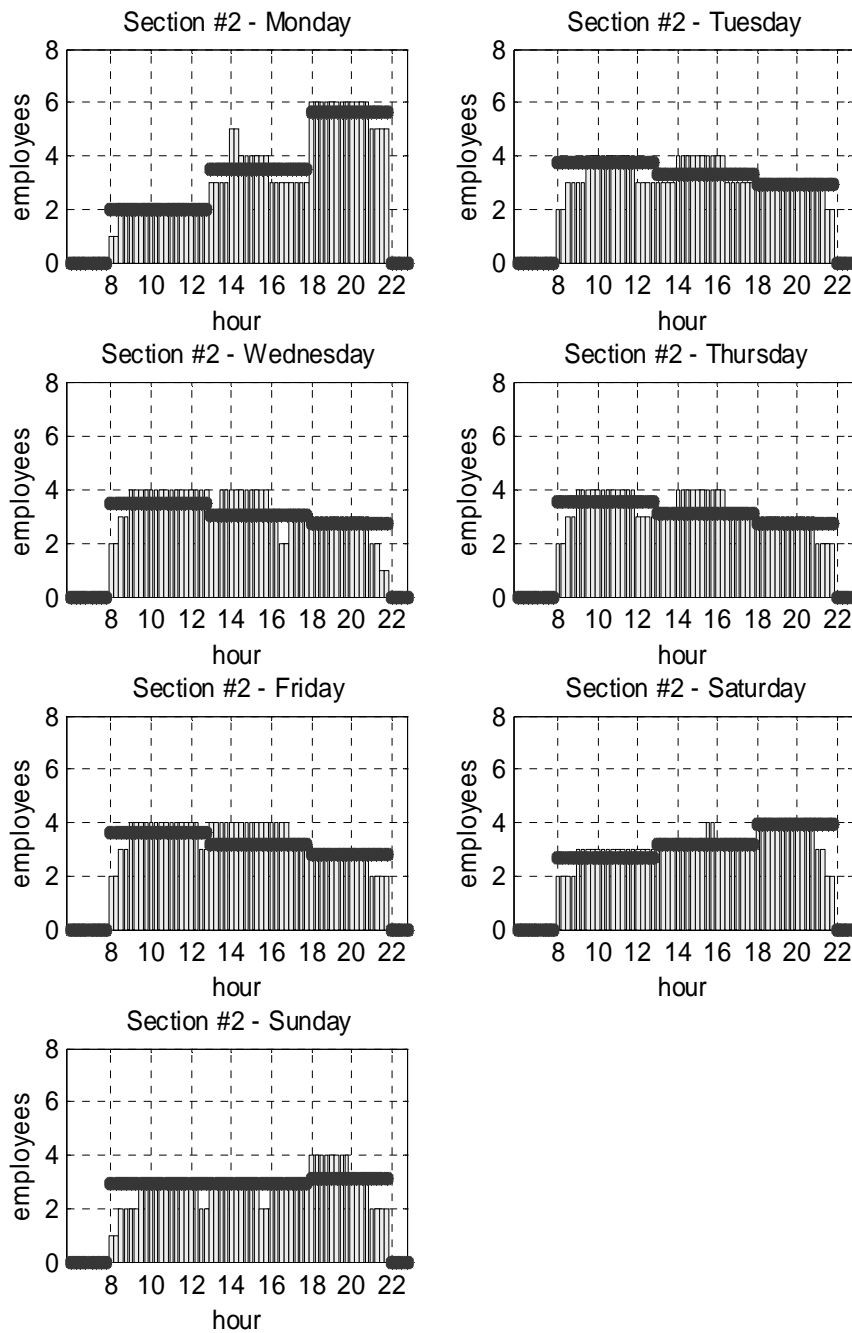 Section #2 - Monday
8
6
4
2
0
employees
8 10 12 14 16 18 20 22
hour
Section #2 - Tuesday
8
6
4
2
0
employees
8 10 12 14 16 18 20 22
hour
Section #2 - Wednesday
8
6
4
2
0
employees
8 10 12 14 16 18 20 22
hour
Section #2 - Thursday
8
6
4
2
0
employees
8 10 12 14 16 18 20 22
hour
Section #2 - Friday
8
6
4
2
0
employees
8 10 12 14 16 18 20 22
hour
Section #2 - Saturday
8
6
4
2
0
employees
8 10 12 14 16 18 20 22
hour
Section #2 - Sunday
8
6
4
2
0
employees
8 10 12 14 16 18 20 22
hour